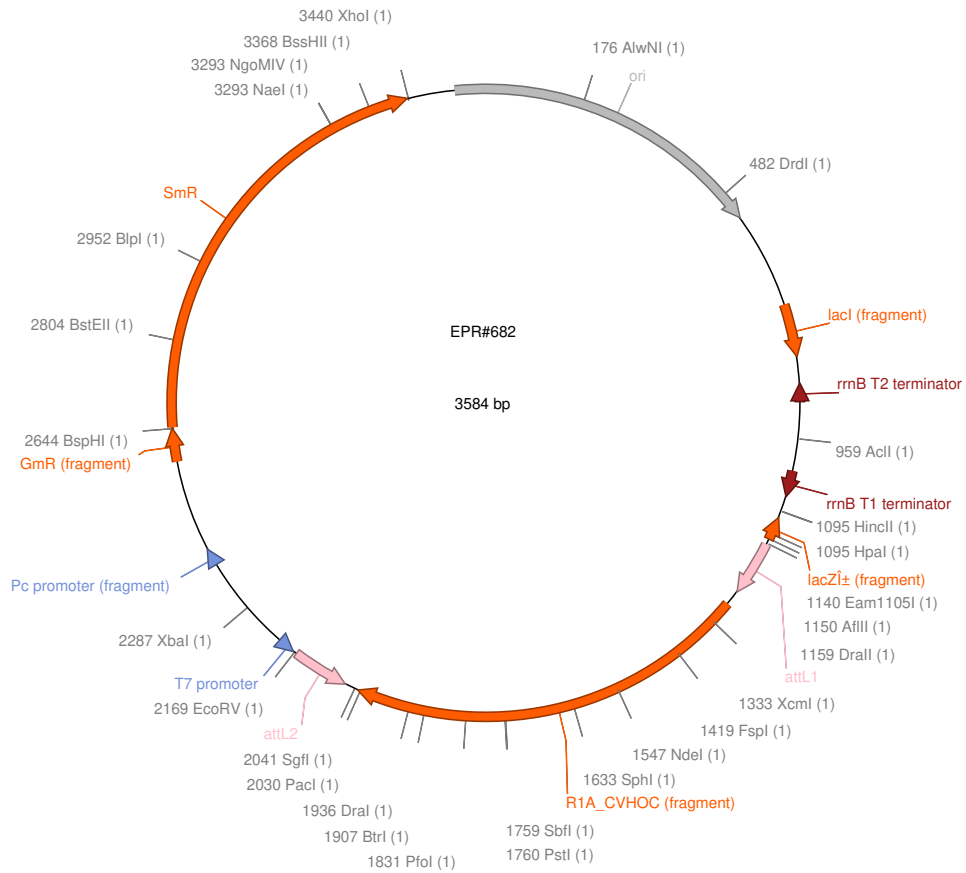 3440 XhoI (1)
3368 BssHII (1)
3293 NgoMIV (1)
3293 NaeI (1)
176 AlwNI (1)
ori
482 DrdI (1)
SmR
2952 BlpI (1)
2804 BstEII (1)
2644 BspHI (1)
GmR (fragment)
EPR#682
3584 bp
lacI (fragment)
rrnB T2 terminator
959 AclI (1)
rrnB T1 terminator
1095 HincII (1)
1095 HpaI (1)
lacZÎ± (fragment)
1140 Eam1105I (1)
1150 AflII (1)
1159 DraII (1)
attL1
1333 XcmI (1)
1419 FspI (1)
1547 NdeI (1)
1633 SphI (1)
R1A_CVHOC (fragment)
1759 SbfI (1)
1760 PstI (1)
1831 PfoI (1)
1907 BtrI (1)
1936 DraI (1)
2030 PacI (1)
2041 SgfI (1)
attL2
2169 EcoRV (1)
T7 promoter
2287 XbaI (1)
Pc promoter (fragment)